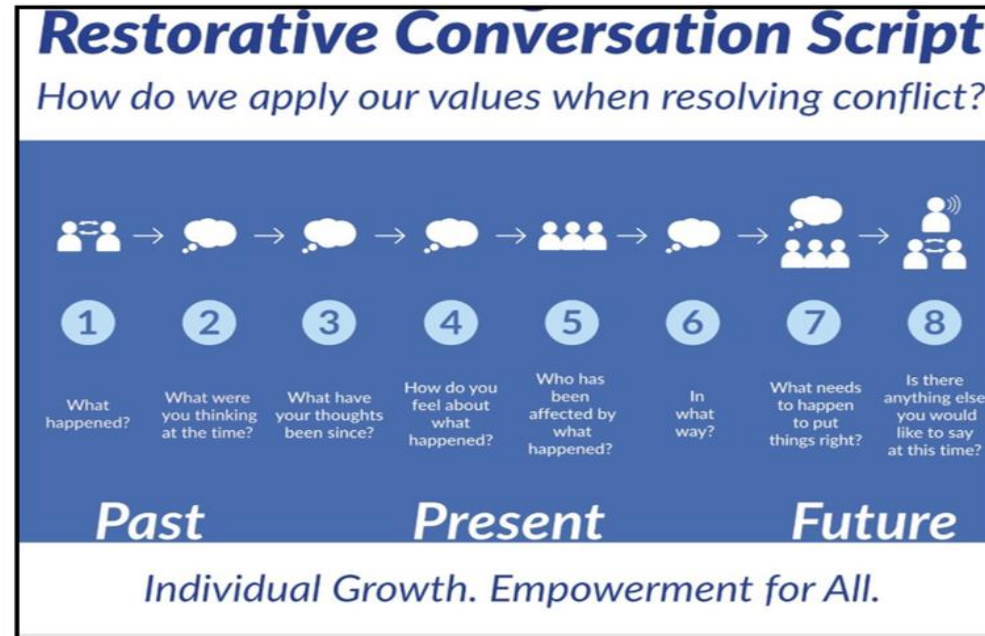 Restorative Conversation Script
How do we apply our values when resolving conflict?
1
2
3
4
5
6
7
8
What
happened?
What were
you thinking
at the time?
What have
your thoughts
been since?
How do you
feel about
what
happened?
Who has
been
affected by
what
happened?
In
what
way?
What needs
to happen
to put
things right?
Is there
anything else
you would
like to say
at this time?
Past
Present
Future
Individual Growth. Empowerment for All.